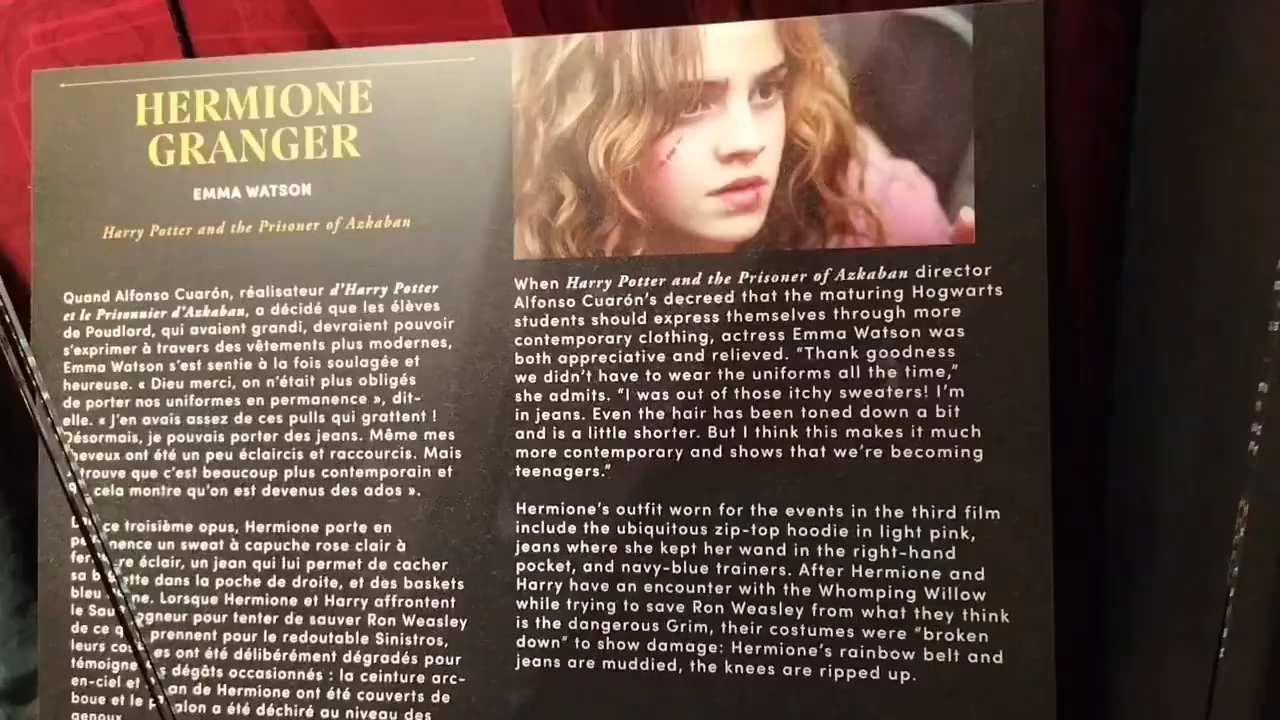 HERMIONE
GRANGER
EMMA WATSON
Harry Potter and the Prisoner of Azkaban
Quand Alfonso Cuarón, réalisateur d'Harry Potter
et le Prisonnier d'Azkaban, a décidé que les élèves
de Poudlard, qui avaient grandi, devraient pouvoir
s'exprimer à travers des vêtements plus modernes,
Emma Watson s'est sentie à la fois soulagée et
heureuse. « Dieu merci, on n'était plus obligés
de porter nos uniformes en permanence », dit-
elle. « J'en avais assez de ces pulls qui grattent !
Désormais, je pouvais porter des jeans. Même mes
cheveux ont été un peu éclaircis et raccourcis. Mais
trouve que c'est beaucoup plus contemporain et
cela montre qu'on est devenus des ados ».
ce troisième opus, Hermione porte en
un sweat à capuche rose clair à
éclair, un jean qui lui permet de cacher
sa dans la poche de droite, et des baskets
bleu Lorsque Hermione et Harry affrontent
le pour tenter de sauver Ron Weasley
de ce prennent pour le redoutable Sinistros,
leurs ont été délibérément dégradés pour
dégâts occasionnés : la ceinture arc-
en-ciel et de Hermione ont été couverts de
boue et le a été déchiré au niveau des
genoux
When Harry Potter and the Prisoner of Azkaban director
Alfonso Cuarón's decreed that the maturing Hogwarts
students should express themselves through more
contemporary clothing, actress Emma Watson was
both appreciative and relieved. "Thank goodness
we didn't have to wear the uniforms all the time,"
she admits. "I was out of those itchy sweaters! I'm
in jeans. Even the hair has been toned down a bit
and is a little shorter. But I think this makes it much
more contemporary and shows that we're becoming
teenagers."
Hermione's outfit worn for the events in the third film
include the ubiquitous zip-top hoodie in light pink,
jeans where she kept her wand in the right-hand
pocket, and navy-blue trainers. After Hermione and
Harry have an encounter with the Whomping Willow
while trying to save Ron Weasley from what they think
is the dangerous Grim, their costumes were "broken
down" to show damage: Hermione's rainbow belt and
jeans are muddied, the knees are ripped up.